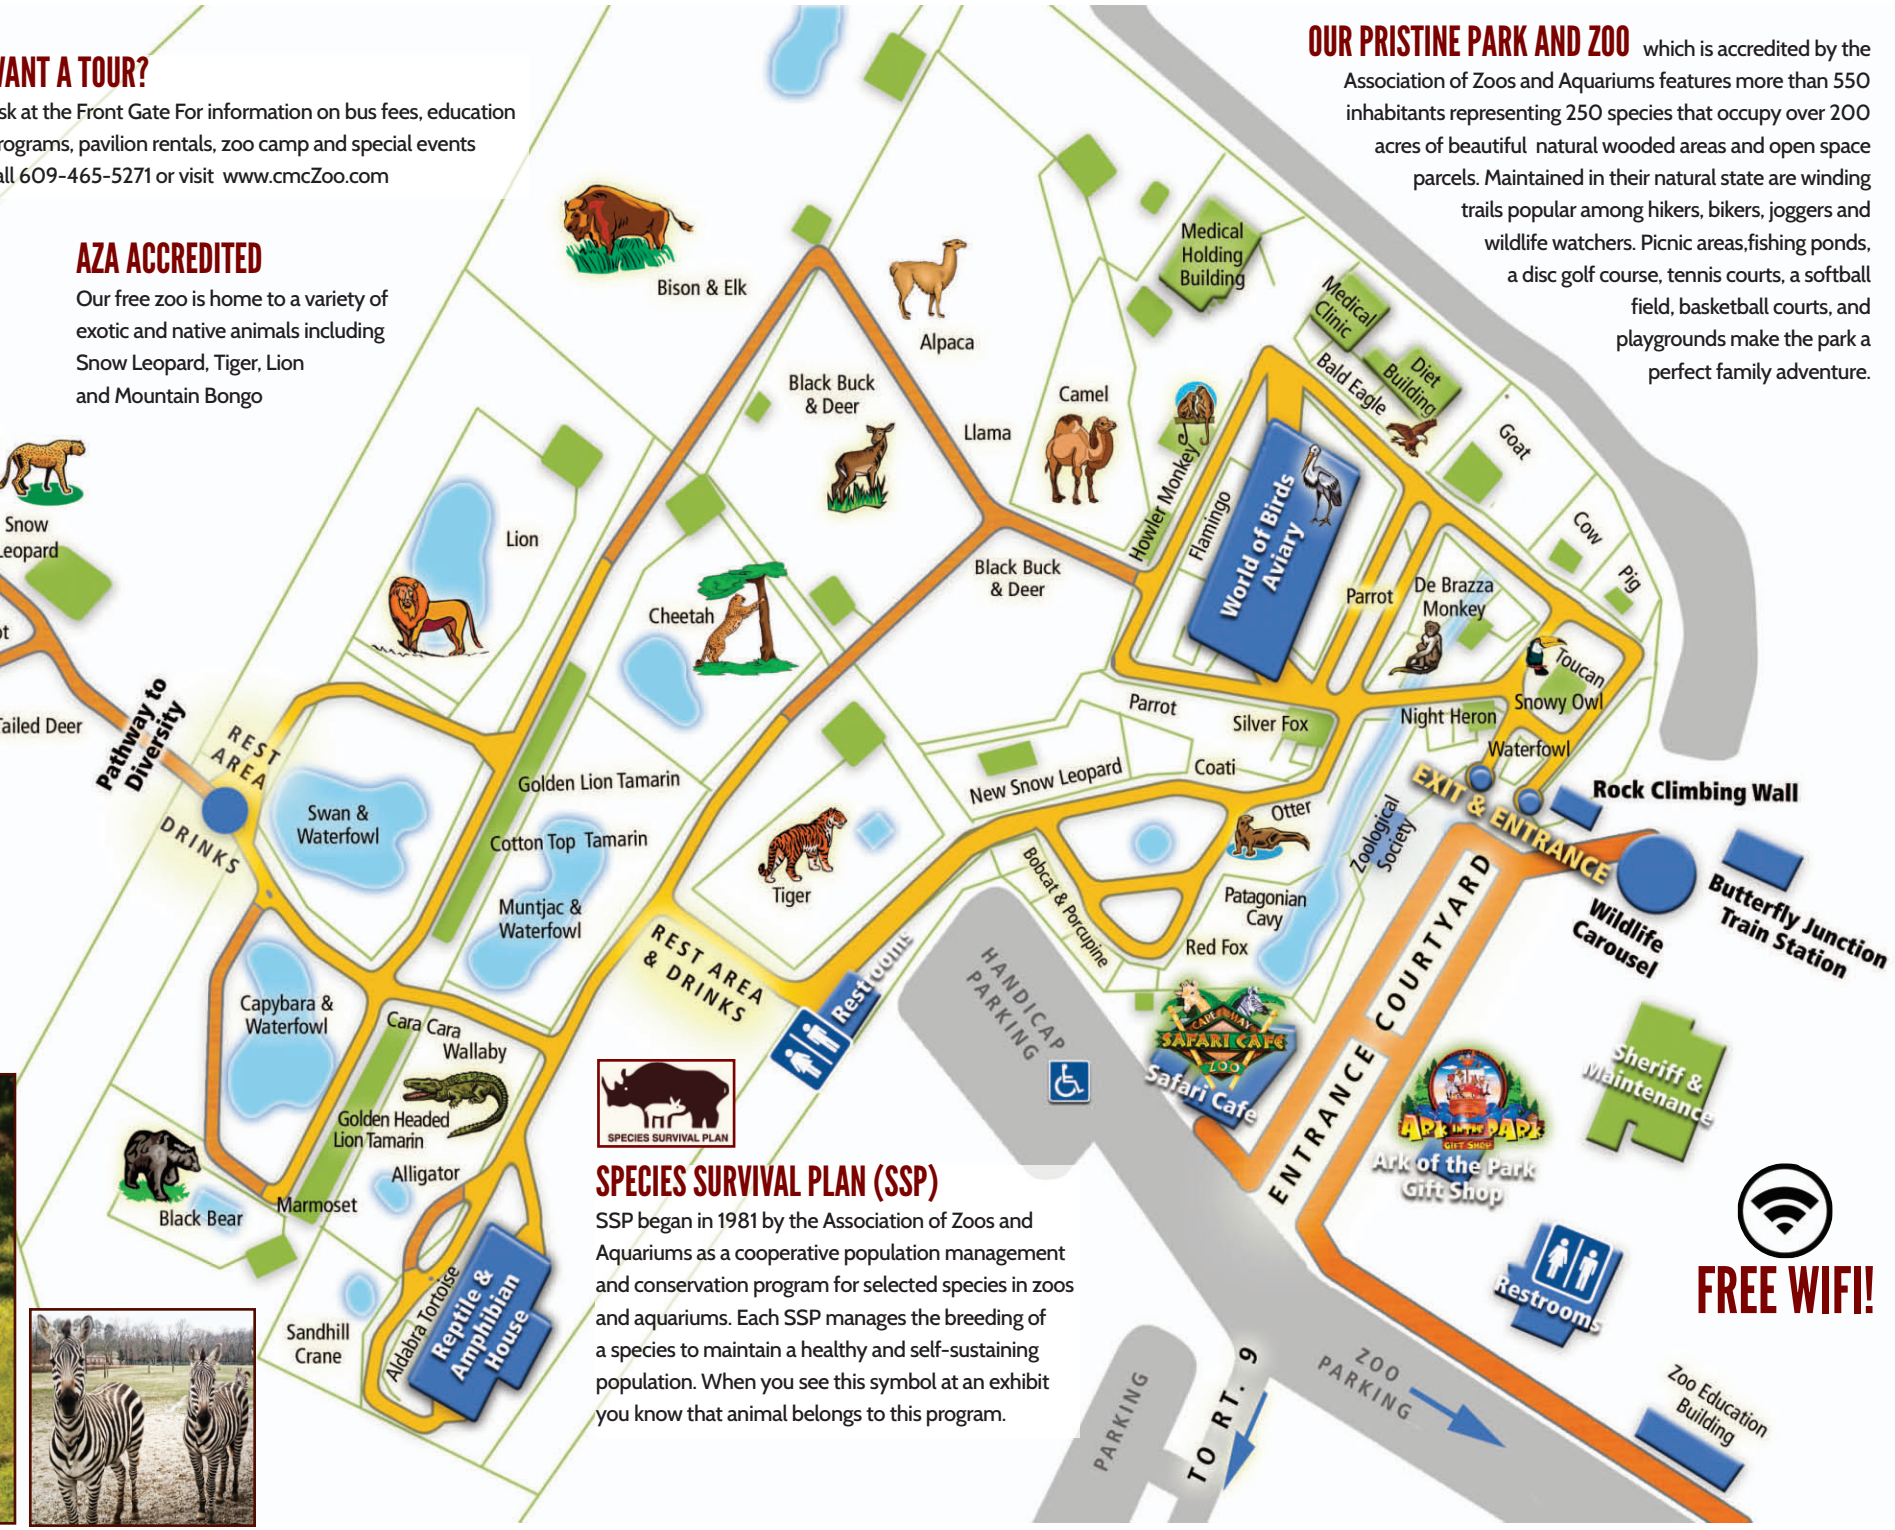 WANT A TOUR?
sk at the Front Gate For information on bus fees, education
rograms, pavilion rentals, zoo camp and special events
all 609-465-5271 or visit www.cmcZoo.com
AZA ACCREDITED
Our free zoo is home to a variety of
exotic and native animals including
Snow Leopard, Tiger, Lion
and Mountain Bongo
OUR PRISTINE PARK AND ZOO which is accredited by the
Association of Zoos and Aquariums features more than 550
inhabitants representing 250 species that occupy over 200
acres of beautiful natural wooded areas and open space
parcels. Maintained in their natural state are winding
trails popular among hikers, bikers, joggers and
wildlife watchers. Picnic areas,fishing ponds,
a disc golf course, tennis courts, a softball
field, basketball courts, and
playgrounds make the park a
perfect family adventure.
Bison & Elk
Alpaca
Medical
Holding
Building
Medical
Clinic
Diet
Building
Bald Eagle
Black Buck
& Deer
Llama
Camel
Howler Monkey
Flamingo
World of Birds
Aviary
Goat
Cow
Pig
Snow
Leopard
ot
Tailed Deer
Lion
Cheetah
Black Buck
& Deer
Parrot
De Brazza
Monkey
Toucan
Snowy Owl
Night Heron
Waterfowl
Parrot
Silver Fox
Coati
New Snow Leopard
Pathway to
Diversity
REST
AREA
DRINKS
Swan &
Waterfowl
Golden Lion Tamarin
Cotton Top Tamarin
Muntjac &
Waterfowl
Tiger
Otter
Zoological
Society
EXIT & ENTRANCE
Rock Climbing Wall
Butterfly Junction
Train Station
Wildlife
Carousel
Bobcat & Porcupine
Patagonian
Cavy
Red Fox
REST AREA
& DRINKS
Restrooms
HANDICAP
PARKING
Capybara &
Waterfowl
Cara Cara
Wallaby
Golden Headed
Lion Tamarin
Alligator
Marmoset
Black Bear
Sandhill
Crane
Aldabra Tortoise
Reptile &
Amphibian
House
CAPE MAY
SAFARI CAFE
ZOO
Safari Cafe
ENTRANCE COURTYARD
ARK IN THE PARK
GIFT SHOP
Ark of the Park
Gift Shop
Sheriff &
Maintenance
Restrooms
FREE WIFI!
Zoo Education
Building
ZOO
PARKING
PARKING
TO RT. 9
SPECIES SURVIVAL PLAN
SPECIES SURVIVAL PLAN (SSP)
SSP began in 1981 by the Association of Zoos and
Aquariums as a cooperative population management
and conservation program for selected species in zoos
and aquariums. Each SSP manages the breeding of
a species to maintain a healthy and self-sustaining
population. When you see this symbol at an exhibit
you know that animal belongs to this program.